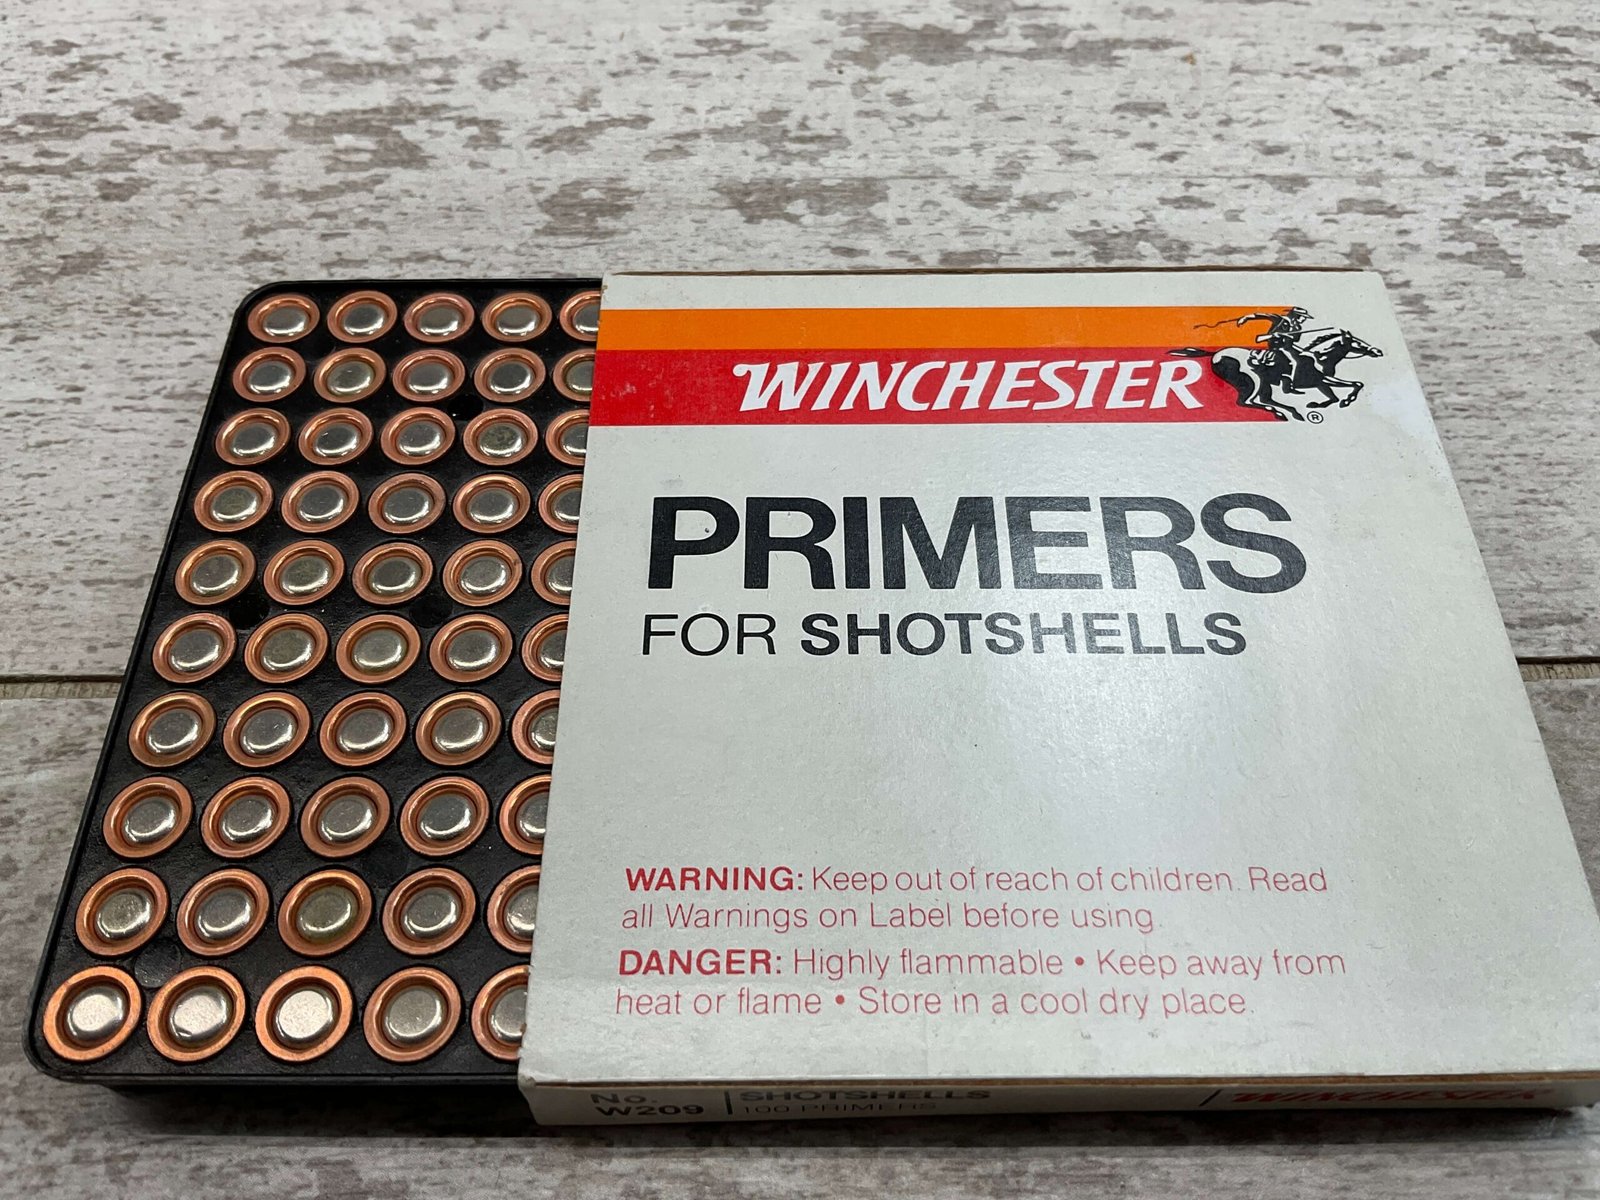 WINCHESTER
®
PRIMERS
FOR SHOTSHELLS
WARNING: Keep out of reach of children. Read
all Warnings on Label before using.
DANGER: Highly flammable • Keep away from
heat or flame • Store in a cool dry place.
No.
W209
SHOTSHELLS
100 PRIMERS
WINCHESTER